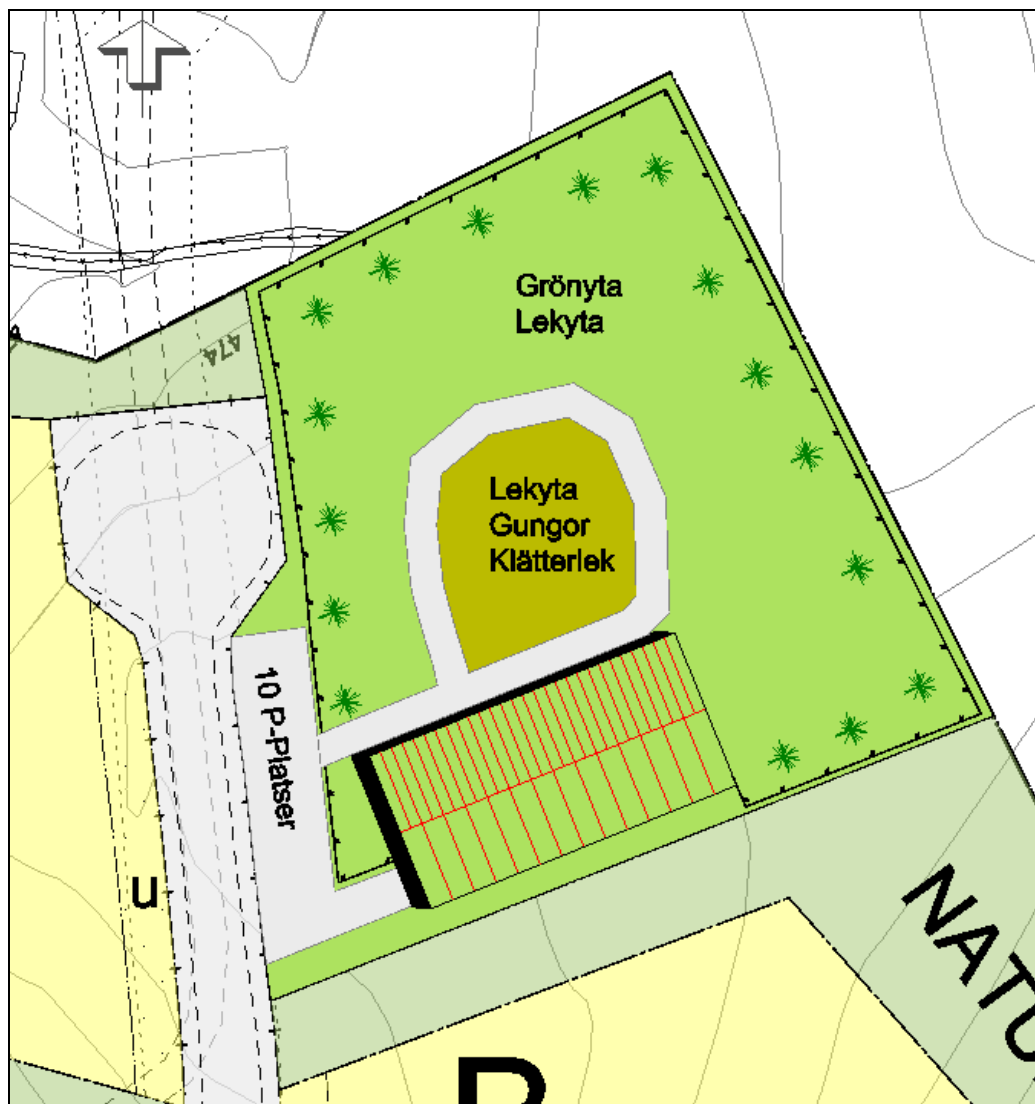 Grönyta
Lekyta
474
Lekyta
Gungor
Klätterlek
10 P-Platser
u
NATU